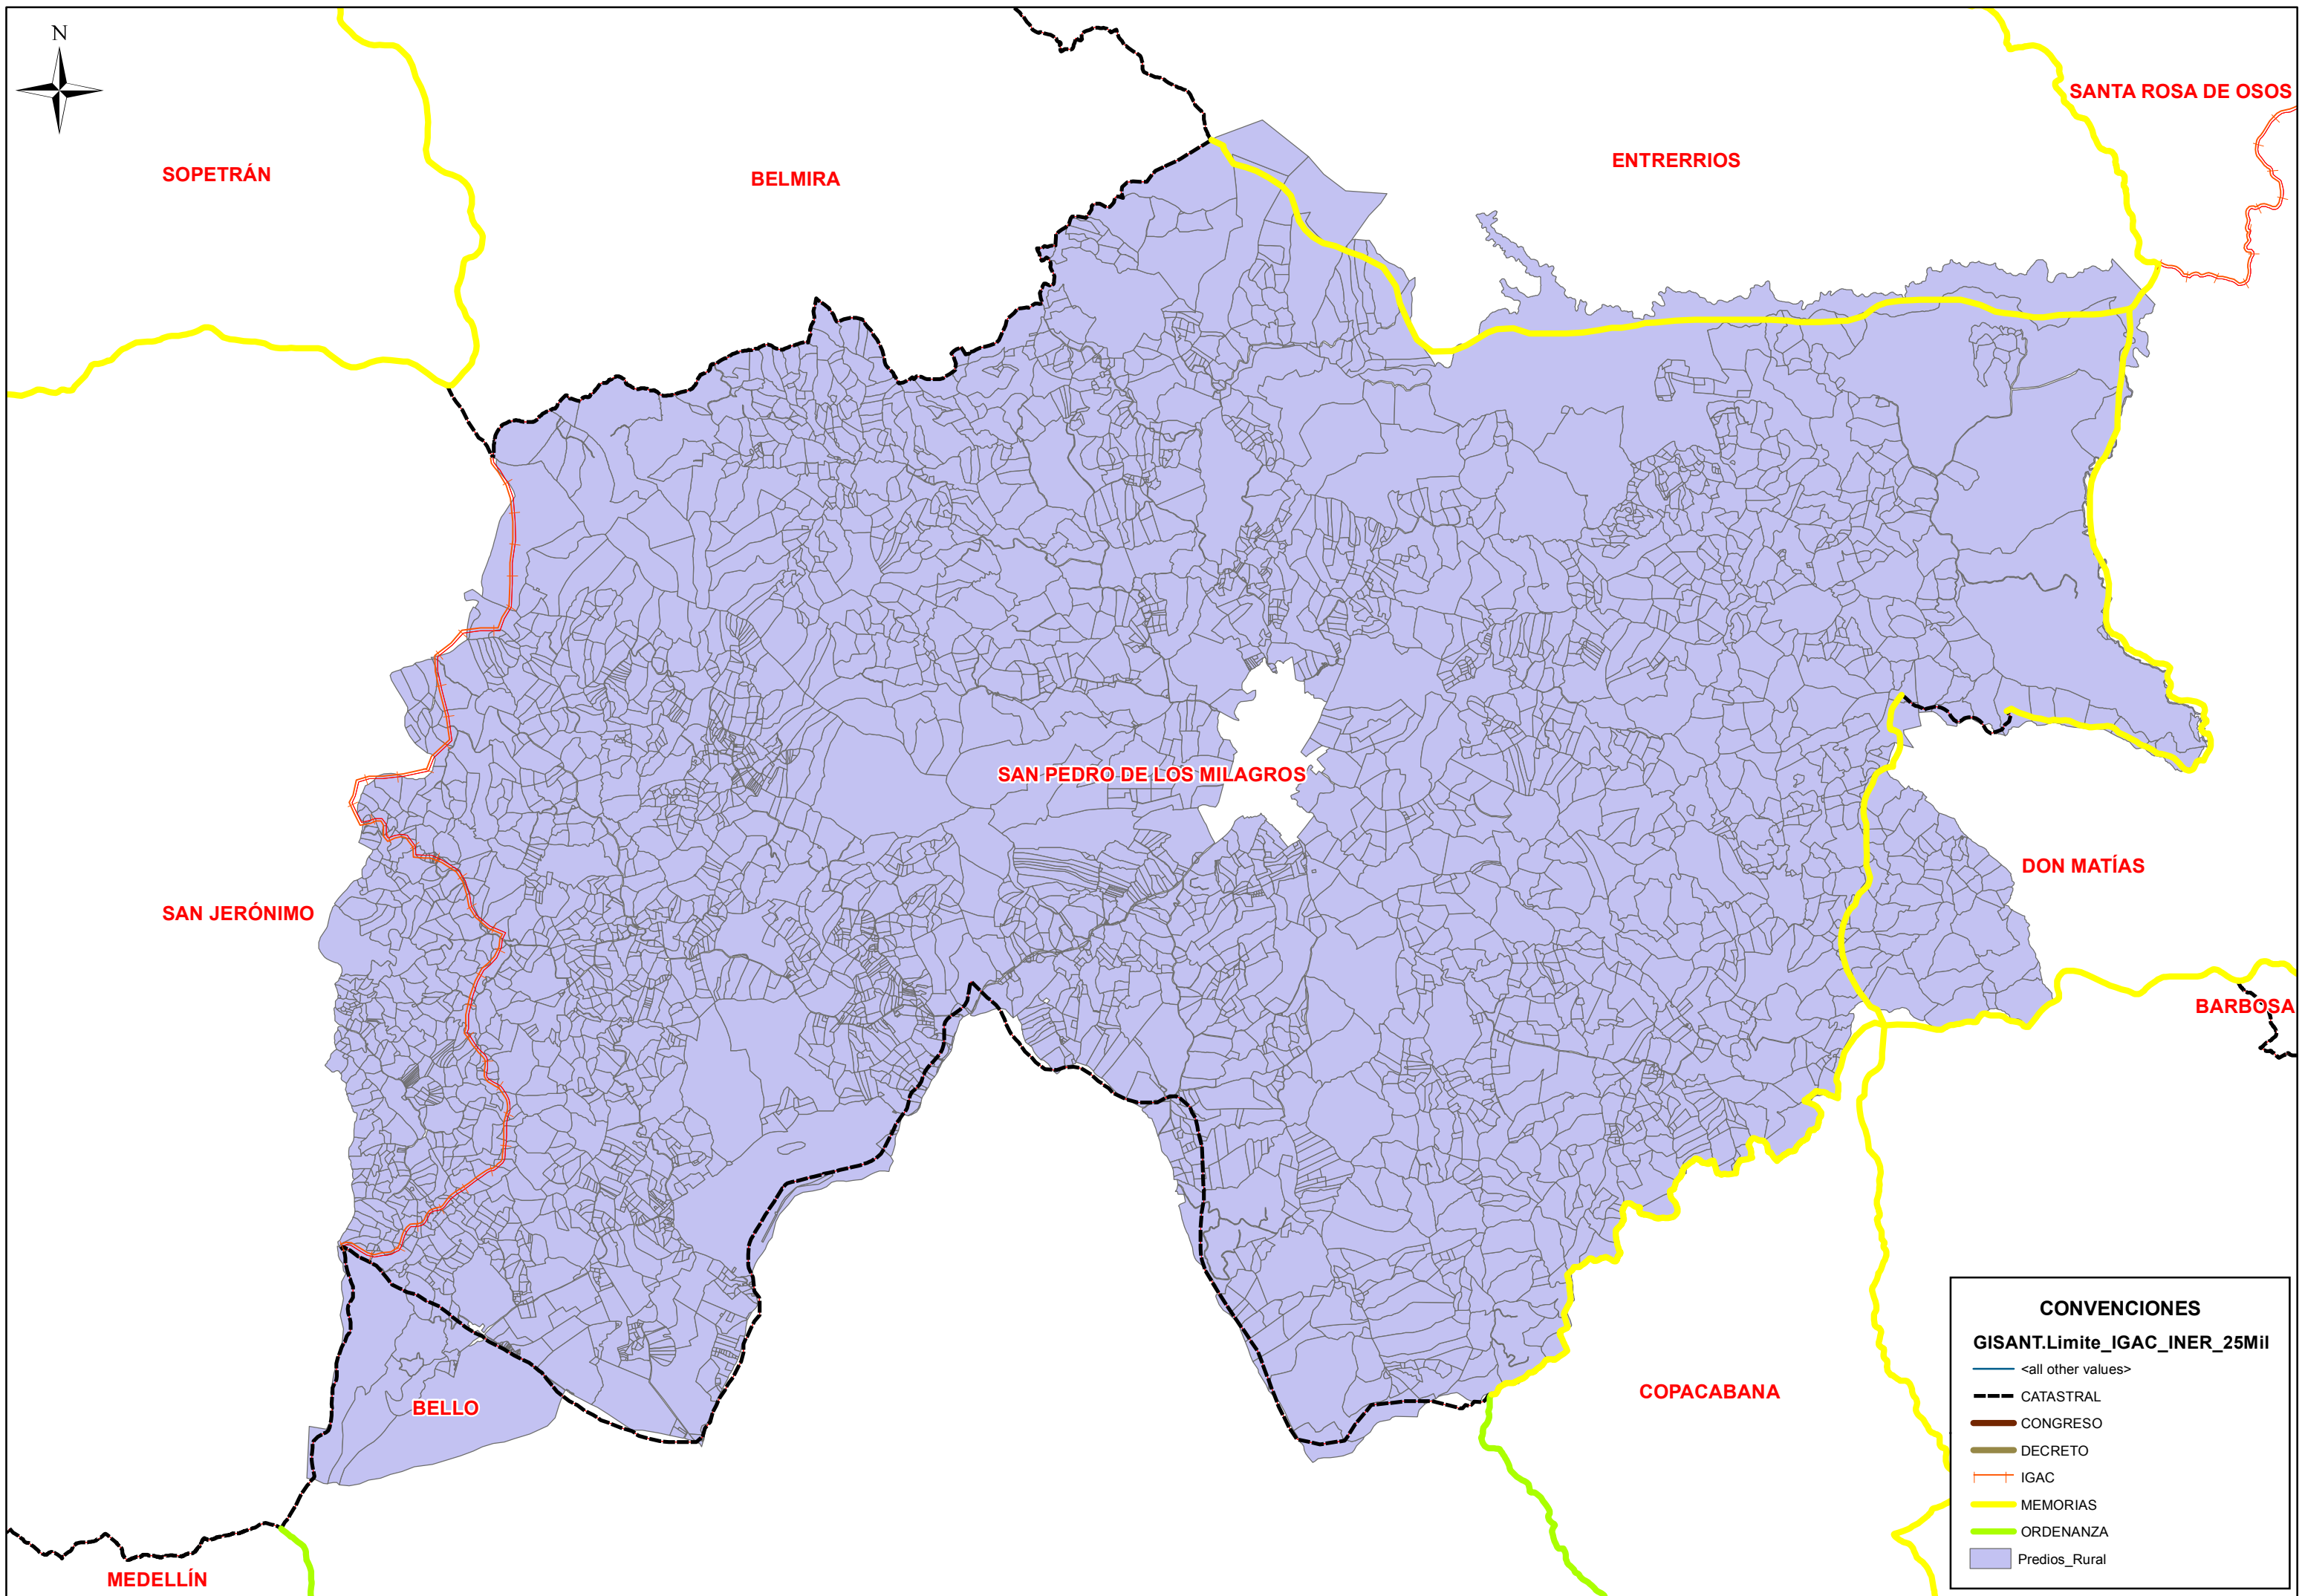 N
SANTA ROSA DE OSOS
SOPETRÁN
BELMIRA
ENTRERRIOS
SAN PEDRO DE LOS MILAGROS
SAN JERÓNIMO
DON MATÍAS
BARBOSA
BELLO
COPACABANA
MEDELLÍN
CONVENCIONES
GISANT.Limite_IGAC_INER_25Mil
<all other values>
CATASTRAL
CONGRESO
DECRETO
IGAC
MEMORIAS
ORDENANZA
Predios_Rural